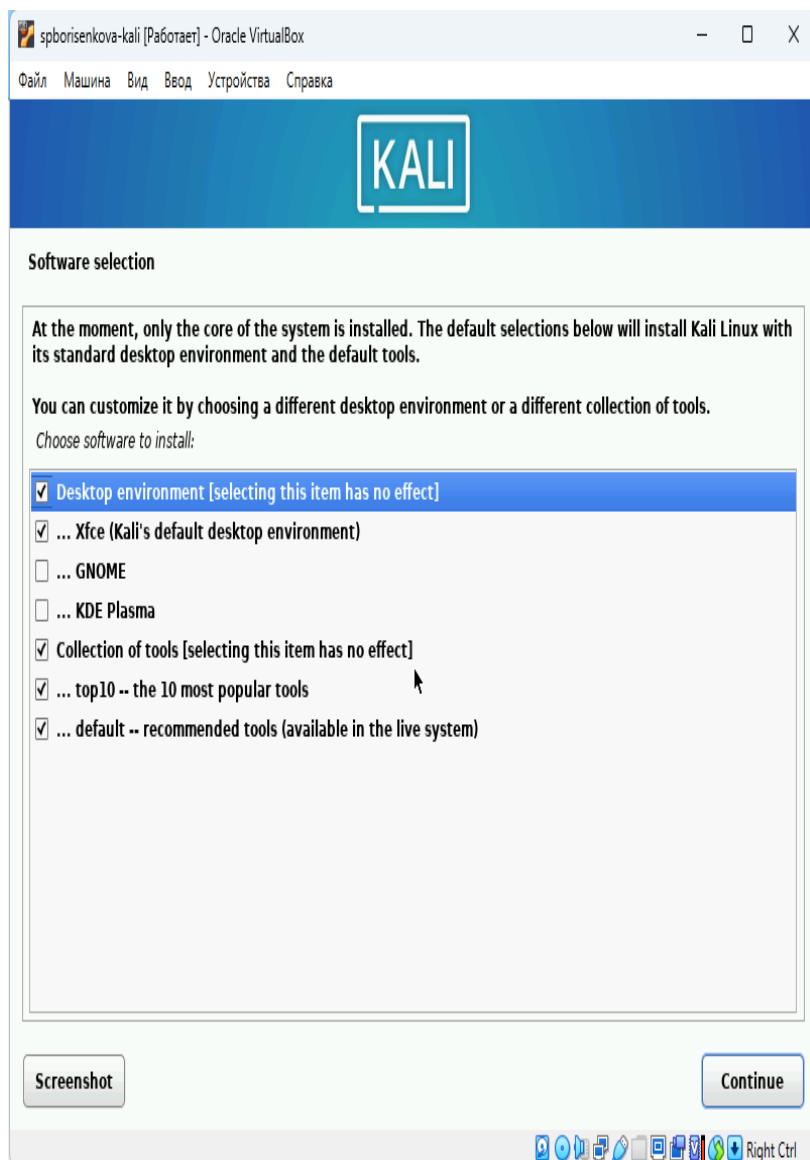 spborisenkova-kali [Работает] - Oracle VirtualBox
Файл Машина Вид Ввод Устройства Справка
KALI
Software selection
At the moment, only the core of the system is installed. The default selections below will install Kali Linux with
its standard desktop environment and the default tools.
You can customize it by choosing a different desktop environment or a different collection of tools.
Choose software to install:
Desktop environment [selecting this item has no effect]
... Xfce (Kali's default desktop environment)
... GNOME
... KDE Plasma
Collection of tools [selecting this item has no effect]
... top10 -- the 10 most popular tools
... default -- recommended tools (available in the live system)
Screenshot
Continue
Right Ctrl